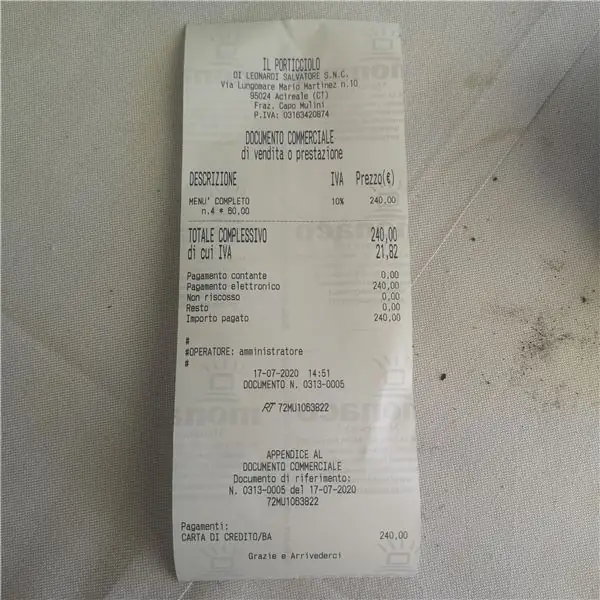 IL PORTICCIOLO
DI LEONARDI SALVATORE S.N.C.
Via Lungomare Mario Martinez n.10
95024 Acireale (CT)
Fraz. Capo Mulini
P.IVA: 03163420874
DOCUMENTO COMMERCIALE
di vendita o prestazione
DESCRIZIONE IVA Prezzo(€)
MENU' COMPLETO 10% 240,00
n.4 * 60,00
TOTALE COMPLESSIVO 240,00
di cui IVA 21,82
Pagamento contante 0,00
Pagamento elettronico 240,00
Non riscosso 0,00
Resto 0,00
Importo pagato 240,00
#
#OPERATORE: amministratore
#
17-07-2020 14:51
DOCUMENTO N. 0313-0005
RT 72MU1063822
APPENDICE AL
DOCUMENTO COMMERCIALE
Documento di riferimento:
N. 0313-0005 del 17-07-2020
72MU1063822
Pagamenti:
CARTA DI CREDITO/BA 240,00
Grazie e Arrivederci